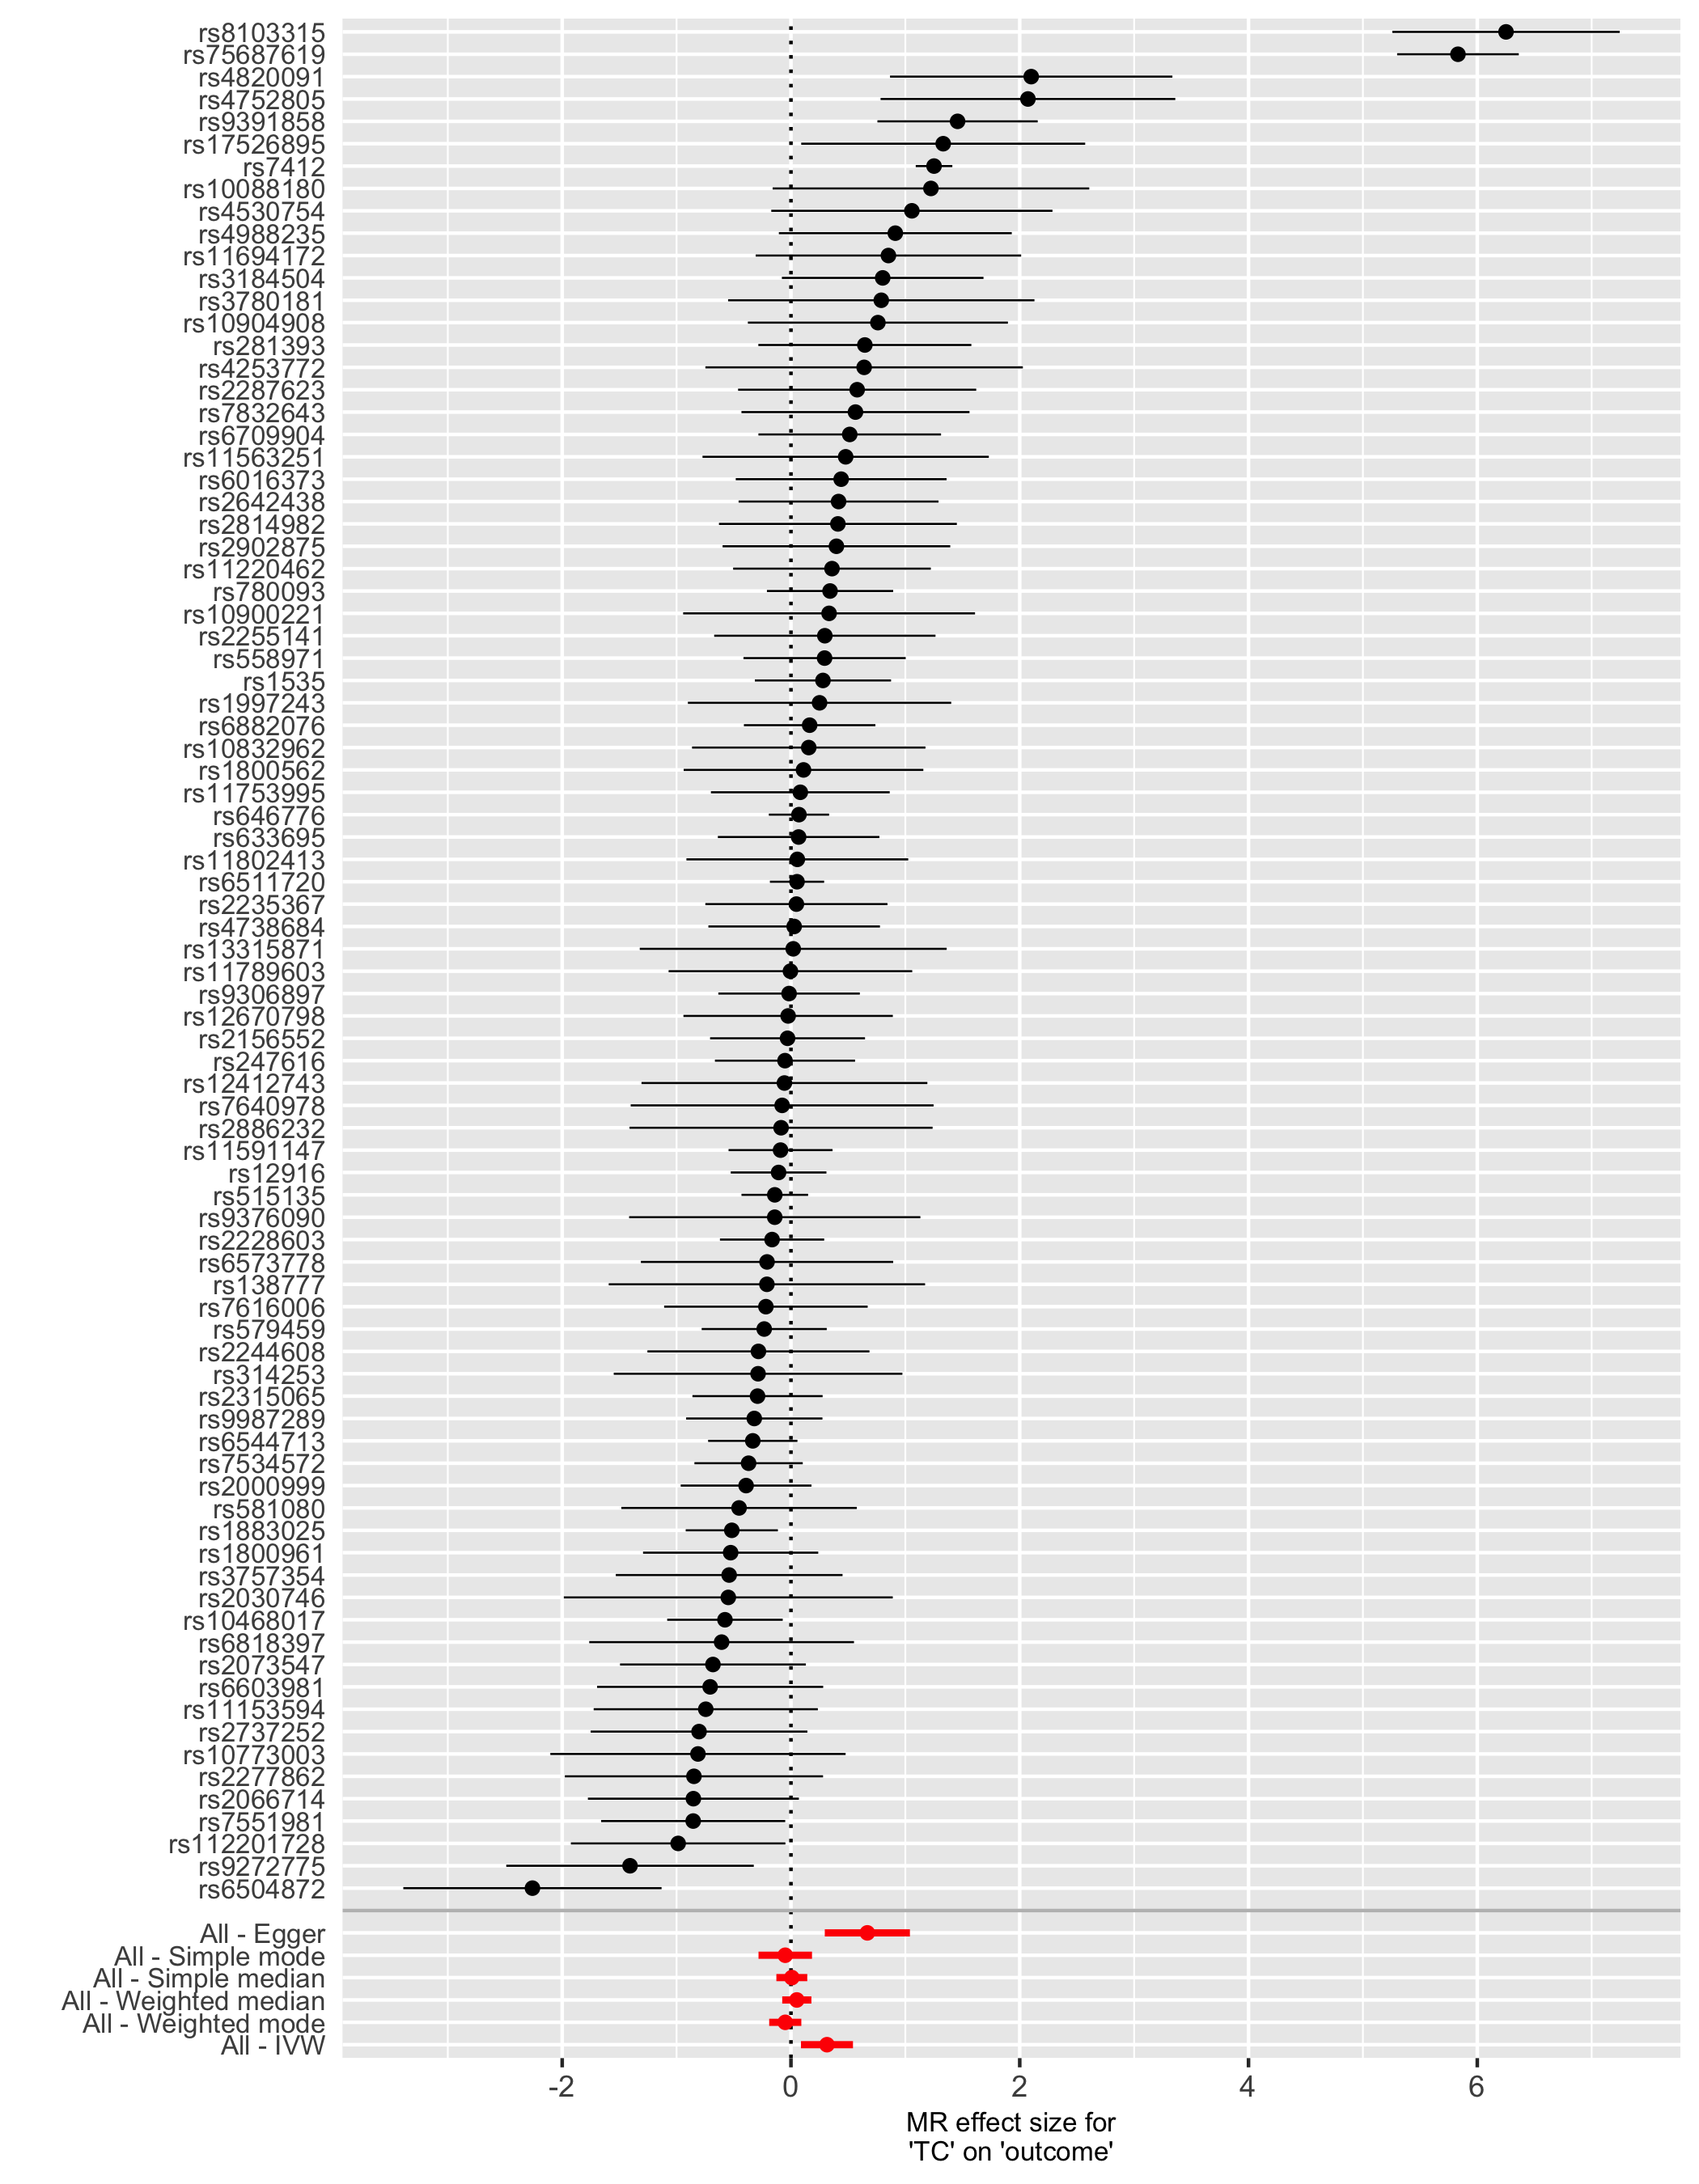 rs8103315
rs75687619
rs4820091
rs4752805
rs9391858
rs17526895
rs7412
rs10088180
rs4530754
rs4988235
rs11694172
rs3184504
rs3780181
rs10904908
rs281393
rs4253772
rs2287623
rs7832643
rs6709904
rs11563251
rs6016373
rs2642438
rs2814982
rs2902875
rs11220462
rs780093
rs10900221
rs2255141
rs558971
rs1535
rs1997243
rs6882076
rs10832962
rs1800562
rs11753995
rs646776
rs633695
rs11802413
rs6511720
rs2235367
rs4738684
rs13315871
rs11789603
rs9306897
rs12670798
rs2156552
rs247616
rs12412743
rs7640978
rs2886232
rs11591147
rs12916
rs515135
rs9376090
rs2228603
rs6573778
rs138777
rs7616006
rs579459
rs2244608
rs314253
rs2315065
rs9987289
rs6544713
rs7534572
rs2000999
rs581080
rs1883025
rs1800961
rs3757354
rs2030746
rs10468017
rs6818397
rs2073547
rs6603981
rs11153594
rs2737252
rs10773003
rs2277862
rs2066714
rs7551981
rs112201728
rs9272775
rs6504872
All - Egger
All - Simple mode
All - Simple median
All - Weighted median
All - Weighted mode
All - IVW
-2 0 2 4 6
MR effect size for
'TC' on 'outcome'